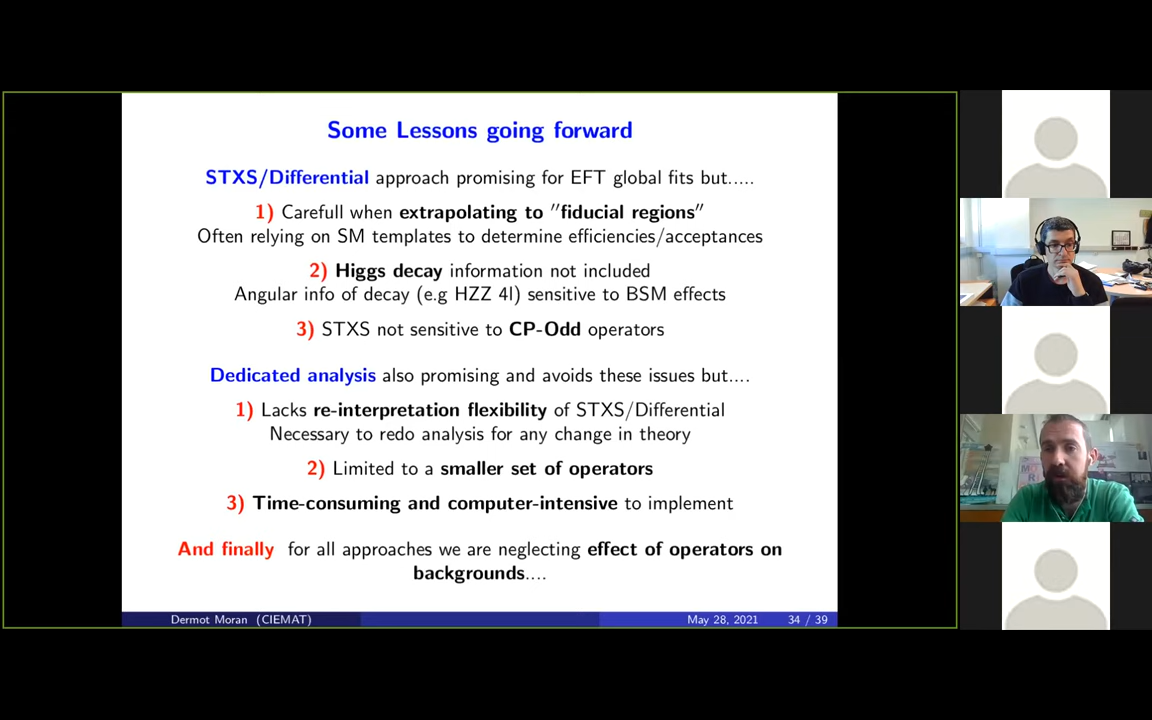 Some Lessons going forward
STXS/Differential approach promising for EFT global fits but.....
1) Carefull when extrapolating to "fiducial regions"
Often relying on SM templates to determine efficiencies/acceptances
2) Higgs decay information not included
Angular info of decay (e.g HZZ 4l) sensitive to BSM effects
3) STXS not sensitive to CP-Odd operators
Dedicated analysis also promising and avoids these issues but....
1) Lacks re-interpretation flexibility of STXS/Differential
Necessary to redo analysis for any change in theory
2) Limited to a smaller set of operators
3) Time-consuming and computer-intensive to implement
And finally for all approaches we are neglecting effect of operators on
backgrounds....
Dermot Moran (CIEMAT) May 28, 2021 34 / 39